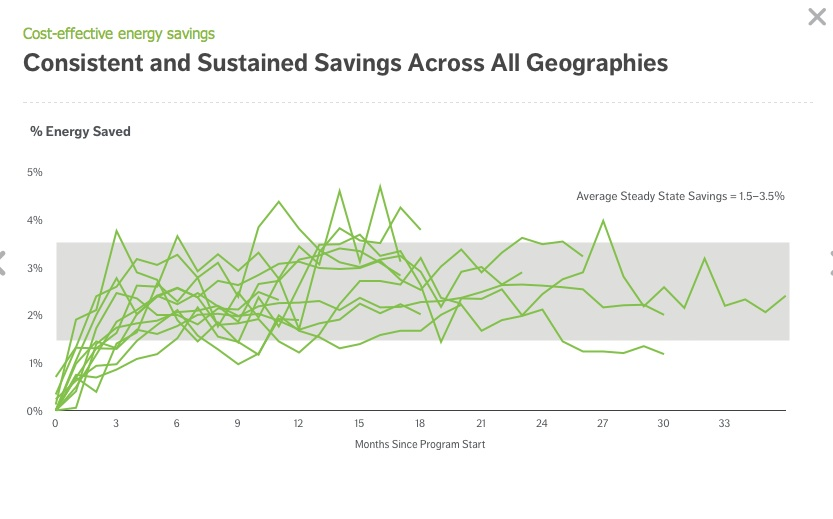 Cost-effective energy savings
Consistent and Sustained Savings Across All Geographies
% Energy Saved
5%
Average Steady State Savings = 1.5–3.5%
4%
3%
2%
1%
0%
0 3 6 9 12 15 18 21 24 27 30 33
Months Since Program Start